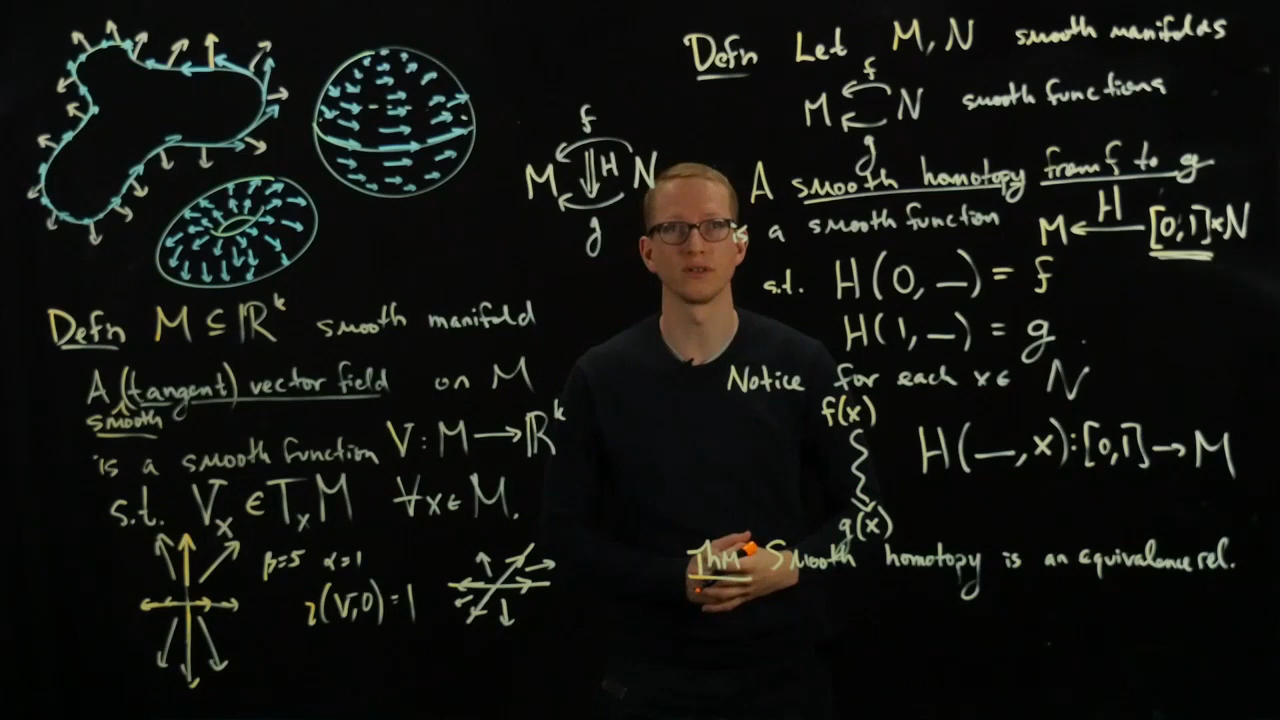 Defn M ⊆ ℝᵏ smooth manifold
A (tangent) vector field on M
smooth
is a smooth function V : M → ℝᵏ
s.t. Vₓ ∈ TₓM ∀x∈M.
β=5 α=1
ɿ(V,0)=1
f
M ⇓H N
g
Defn Let M, N smooth manifolds
f
M N smooth functions
g
A smooth homotopy from f to g
is a smooth function M ←H [0,1]×N
s.t. H(0,—) = f
H(1,—) = g.
Notice for each x∈ N
f(x)
H(—,x):[0,1]→M
g(x)
Thm Smooth homotopy is an equivalence rel.